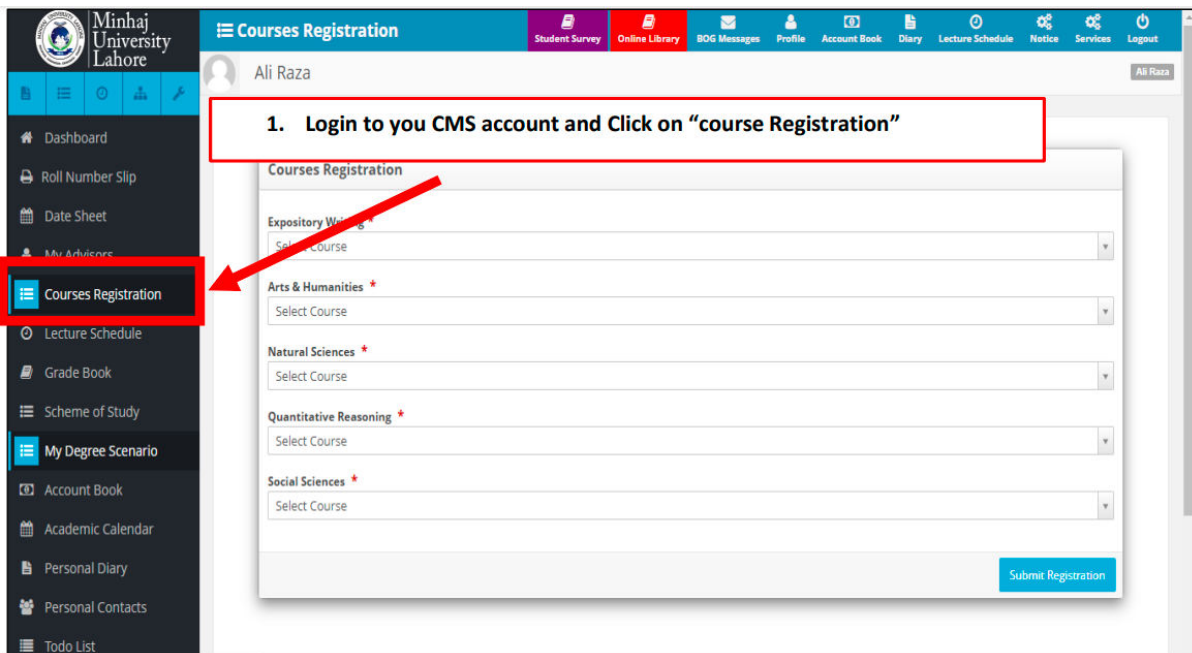 Minhaj
University
Lahore
Courses Registration
Student Survey
Online Library
BOG Messages
Profile
Account Book
Diary
Lecture Schedule
Notice
Services
Logout
Ali Raza
Ali Raza
1. Login to you CMS account and Click on “course Registration”
Dashboard
Roll Number Slip
Date Sheet
My Advisors
Courses Registration
Lecture Schedule
Grade Book
Scheme of Study
My Degree Scenario
Account Book
Academic Calendar
Personal Diary
Personal Contacts
Todo List
Courses Registration
Expository Writing *
Select Course
Arts & Humanities *
Select Course
Natural Sciences *
Select Course
Quantitative Reasoning *
Select Course
Social Sciences *
Select Course
Submit Registration